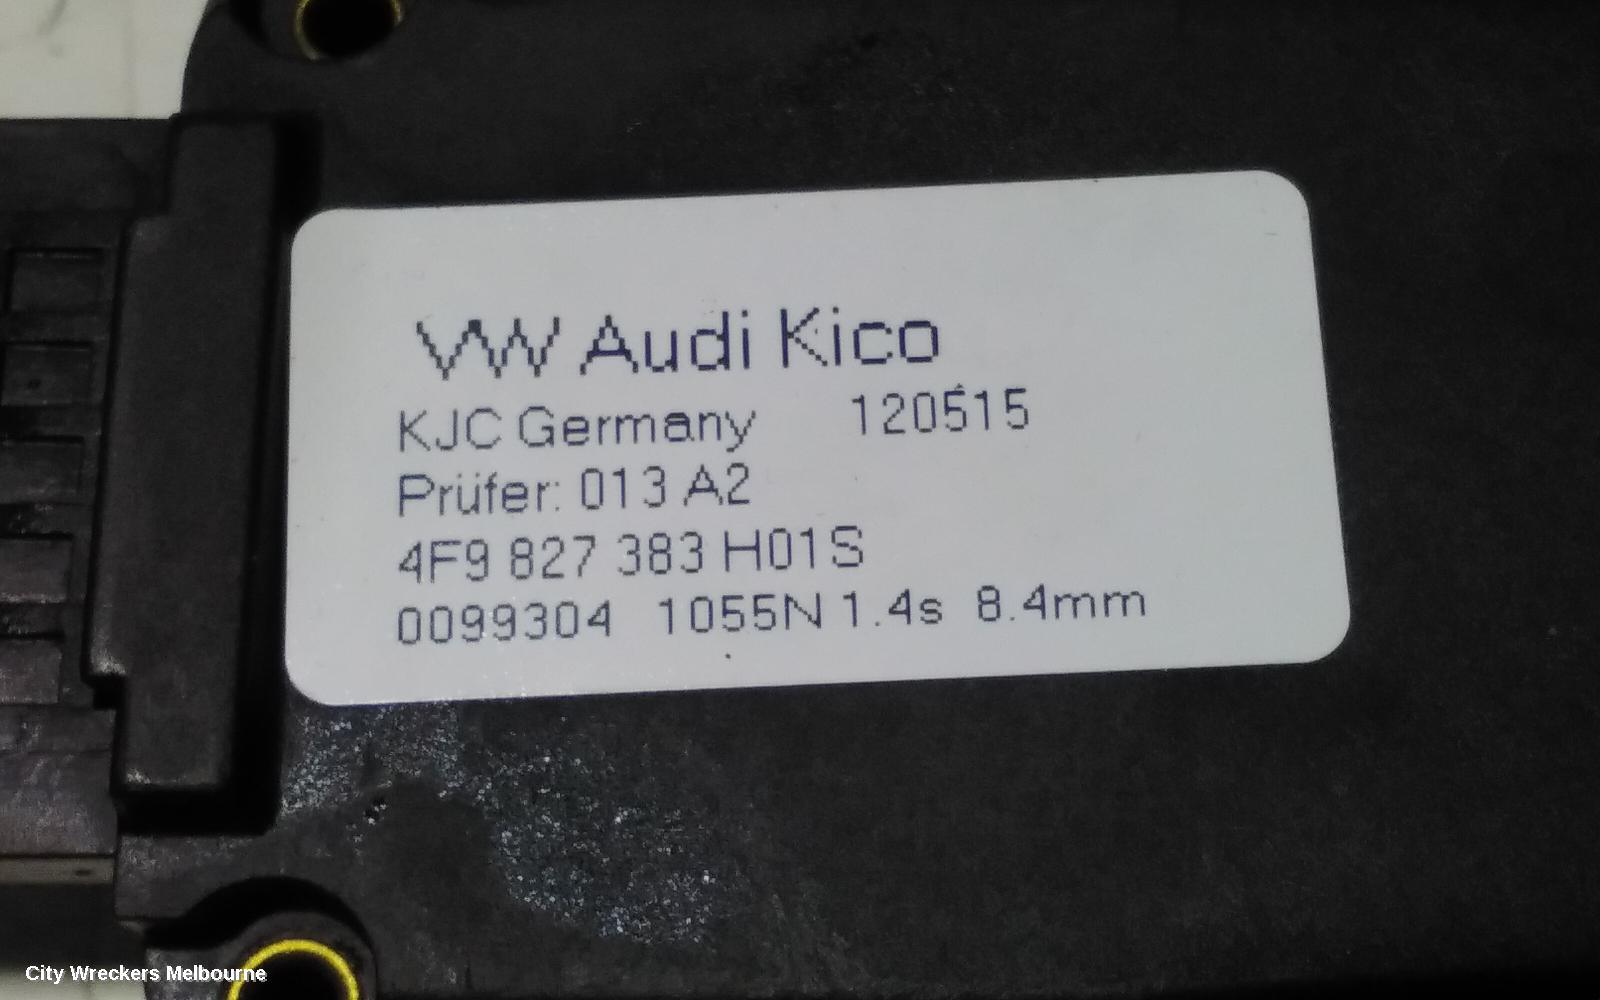 VW Audi Kico
KJC Germany 120515
Prüfer: 013 A2
4F9 827 383 H01S
0099304 1055N 1.4s 8.4mm
City Wreckers Melbourne